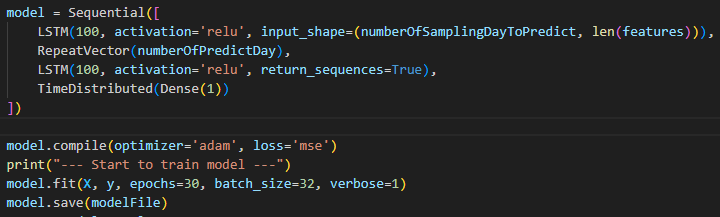 model = Sequential([
    LSTM(100, activation='relu', input_shape=(numberOfSamplingDayToPredict, len(features))),
    RepeatVector(numberOfPredictDay),
    LSTM(100, activation='relu', return_sequences=True),
    TimeDistributed(Dense(1))
])
model.compile(optimizer='adam', loss='mse')
print("--- Start to train model ---")
model.fit(X, y, epochs=30, batch_size=32, verbose=1)
model.save(modelFile)